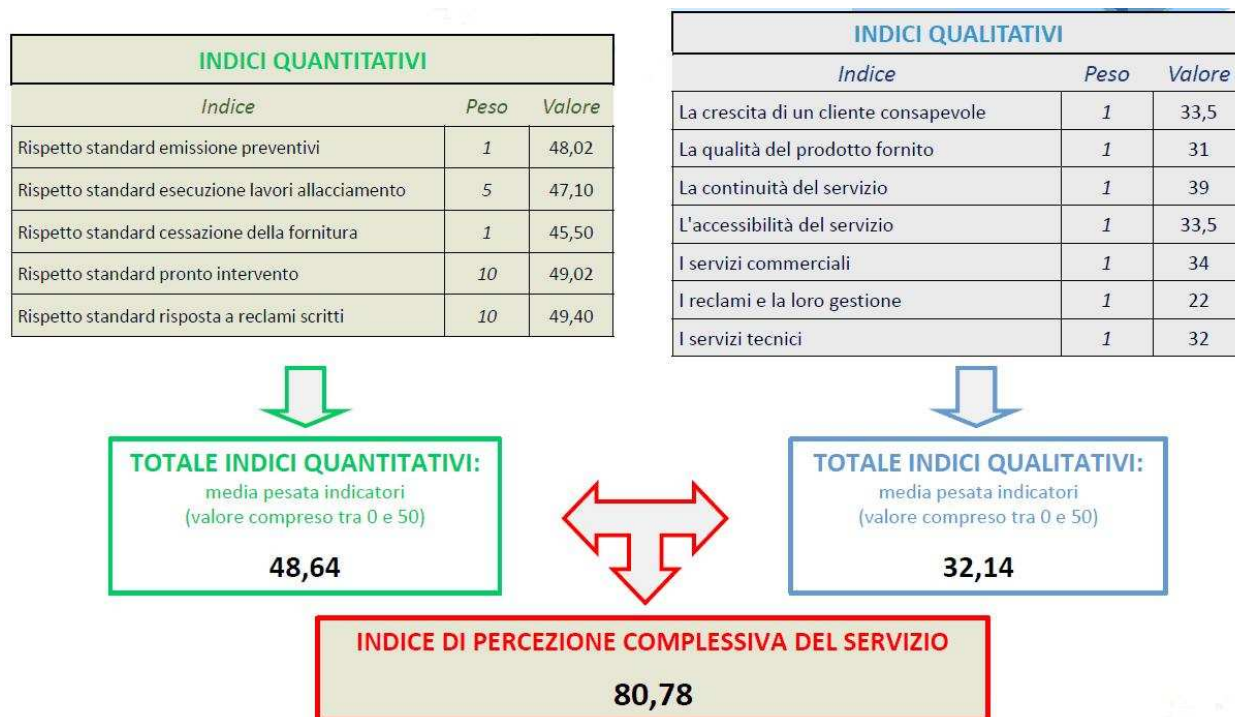 INDICI QUANTITATIVI
Indice Peso Valore
Rispetto standard emissione preventivi 1 48,02
Rispetto standard esecuzione lavori allacciamento 5 47,10
Rispetto standard cessazione della fornitura 1 45,50
Rispetto standard pronto intervento 10 49,02
Rispetto standard risposta a reclami scritti 10 49,40
INDICI QUALITATIVI
Indice Peso Valore
La crescita di un cliente consapevole 1 33,5
La qualità del prodotto fornito 1 31
La continuità del servizio 1 39
L'accessibilità del servizio 1 33,5
I servizi commerciali 1 34
I reclami e la loro gestione 1 22
I servizi tecnici 1 32
TOTALE INDICI QUANTITATIVI:
media pesata indicatori
(valore compreso tra 0 e 50)
48,64
TOTALE INDICI QUALITATIVI:
media pesata indicatori
(valore compreso tra 0 e 50)
32,14
INDICE DI PERCEZIONE COMPLESSIVA DEL SERVIZIO
80,78